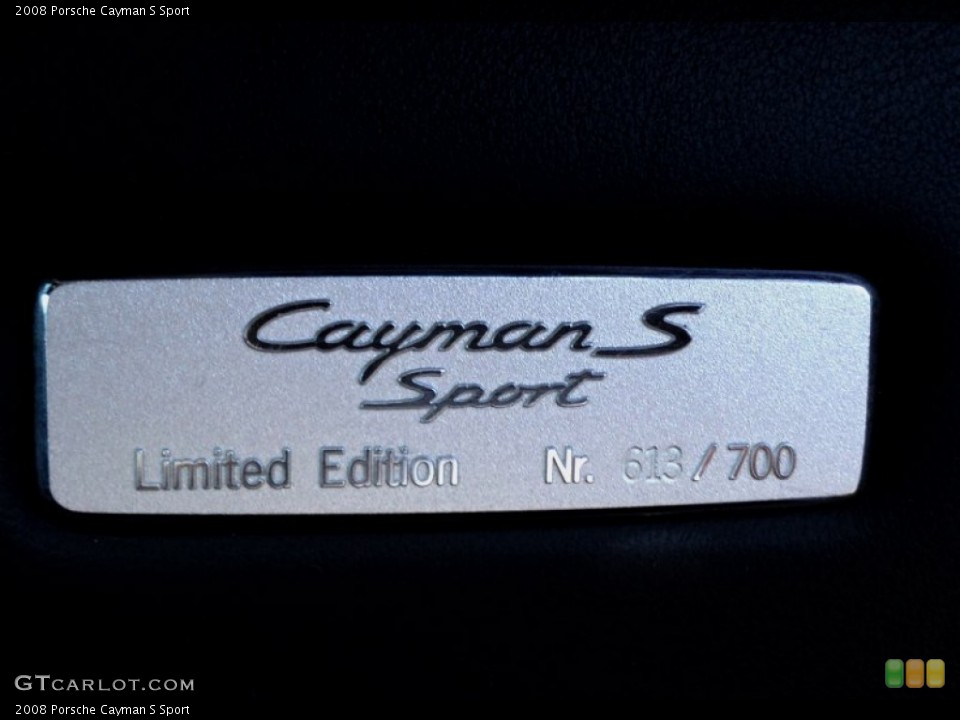 2008 Porsche Cayman S Sport
Cayman S
Sport
Limited Edition Nr. 613/700
GTCARLOT.COM
2008 Porsche Cayman S Sport